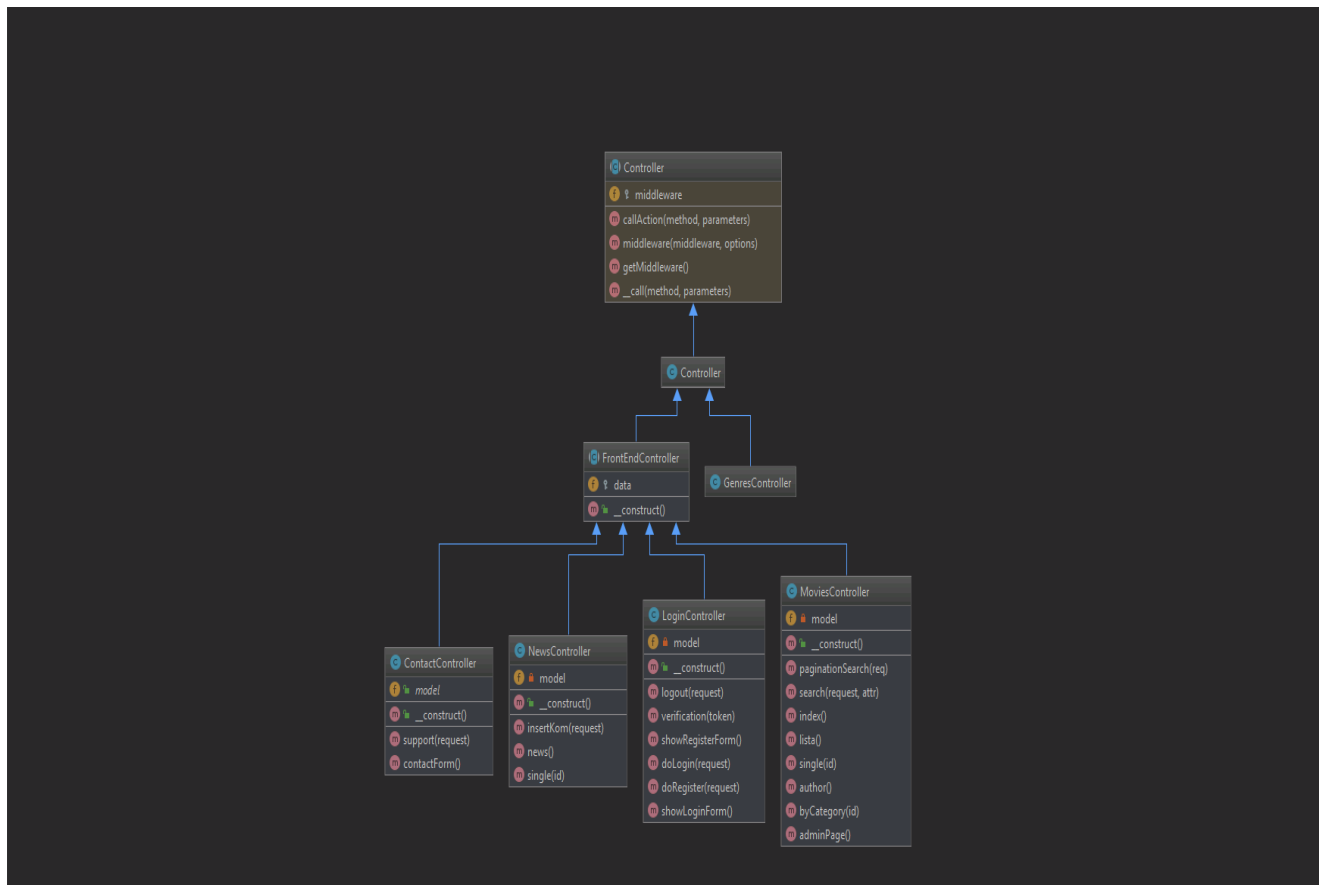 Controller
middleware
callAction(method, parameters)
middleware(middleware, options)
getMiddleware()
__call(method, parameters)
Controller
FrontEndController
data
__construct()
GenresController
ContactController
model
__construct()
support(request)
contactForm()
NewsController
model
__construct()
insertKom(request)
news()
single(id)
LoginController
model
__construct()
logout(request)
verification(token)
showRegisterForm()
doLogin(request)
doRegister(request)
showLoginForm()
MoviesController
model
__construct()
paginationSearch(req)
search(request, attr)
index()
lista()
single(id)
author()
byCategory(id)
adminPage()